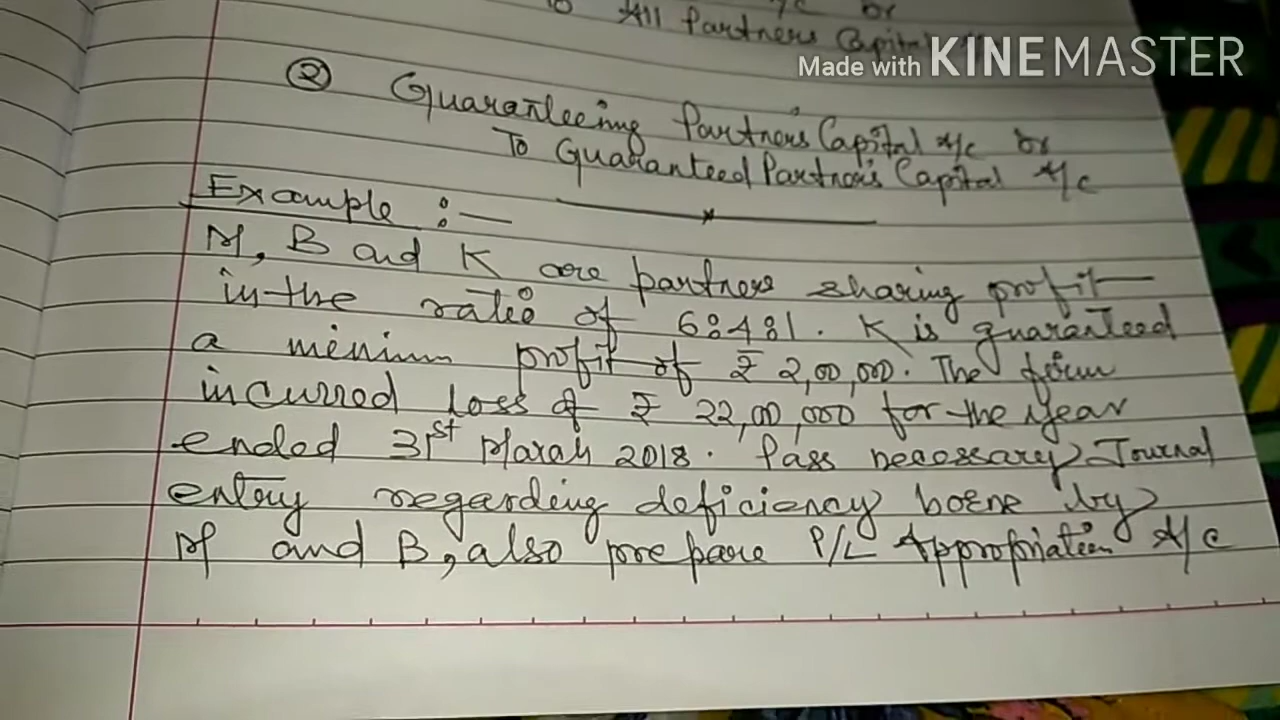 To All Partners Capital
Made with KINEMASTER
② Guaranteeing Partners Capital A/c Dr
To Guaranteed Partner's Capital A/c
Example :—
M, B and K are partners sharing profit
in the ratio of 6:4:1. K is guaranteed
a minium profit of ₹ 2,00,000. The firm
incurred loss of ₹ 22,00,000 for the year
ended 31st March 2018. Pass necessary Journal
entry regarding deficiency borne by
M and B, also prepare P/L Appropriation A/c